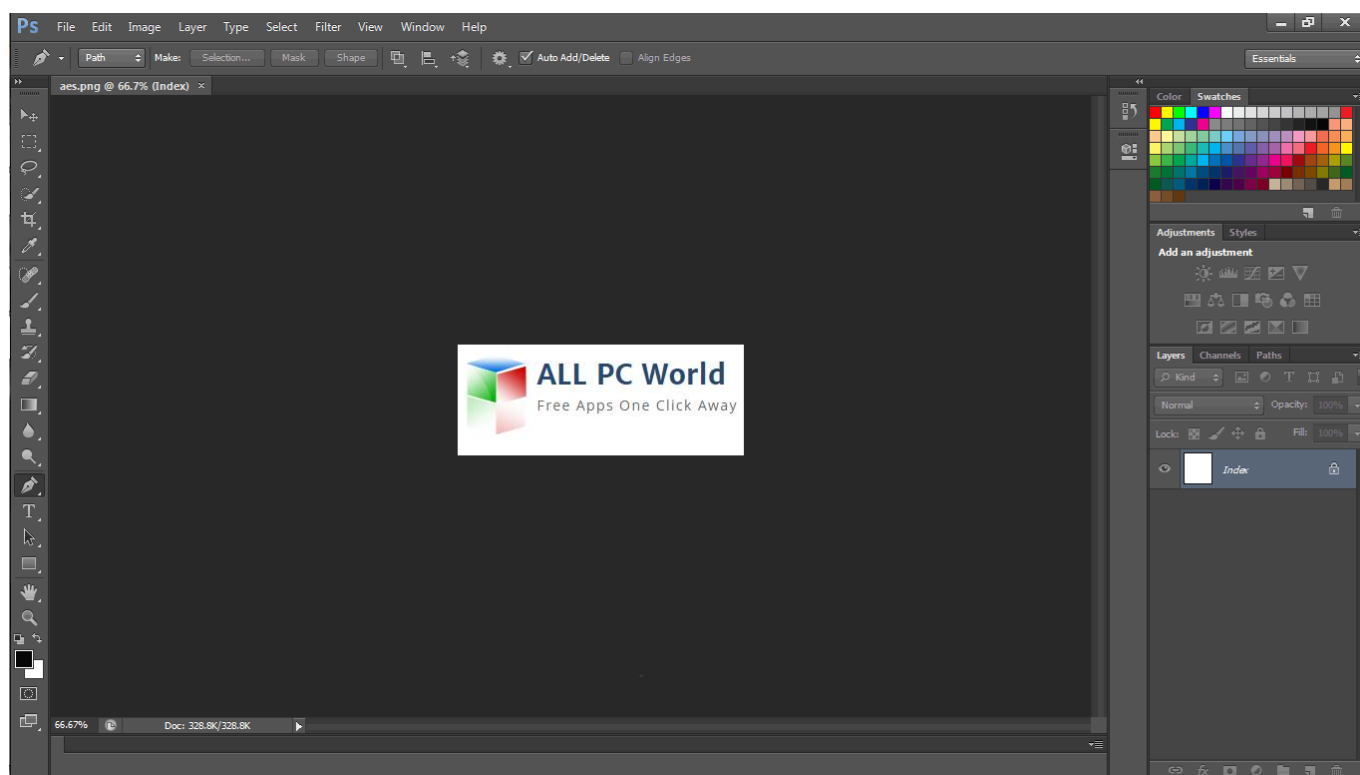 Ps File Edit Image Layer Type Select Filter View Window Help
Path Make: Selection... Mask Shape Auto Add/Delete Align Edges Essentials
aes.png @ 66.7% (Index) ×
Color Swatches
Adjustments Styles
Add an adjustment
ALL PC World
Free Apps One Click Away
Layers Channels Paths
Kind
Normal Opacity: 100%
Lock: Fill: 100%
Index
66.67% Doc: 328.8K/328.8K